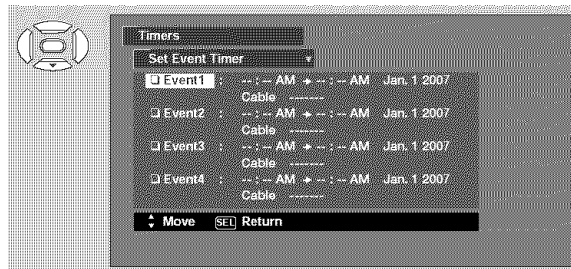 Timers
Set Event Timer
Event1 : -- : -- AM → -- : -- AM Jan. 1 2007
Cable -------
Event2 : -- : -- AM → -- : -- AM Jan. 1 2007
Cable -------
Event3 : -- : -- AM → -- : -- AM Jan. 1 2007
Cable -------
Event4 : -- : -- AM → -- : -- AM Jan. 1 2007
Cable -------
Move SEL Return